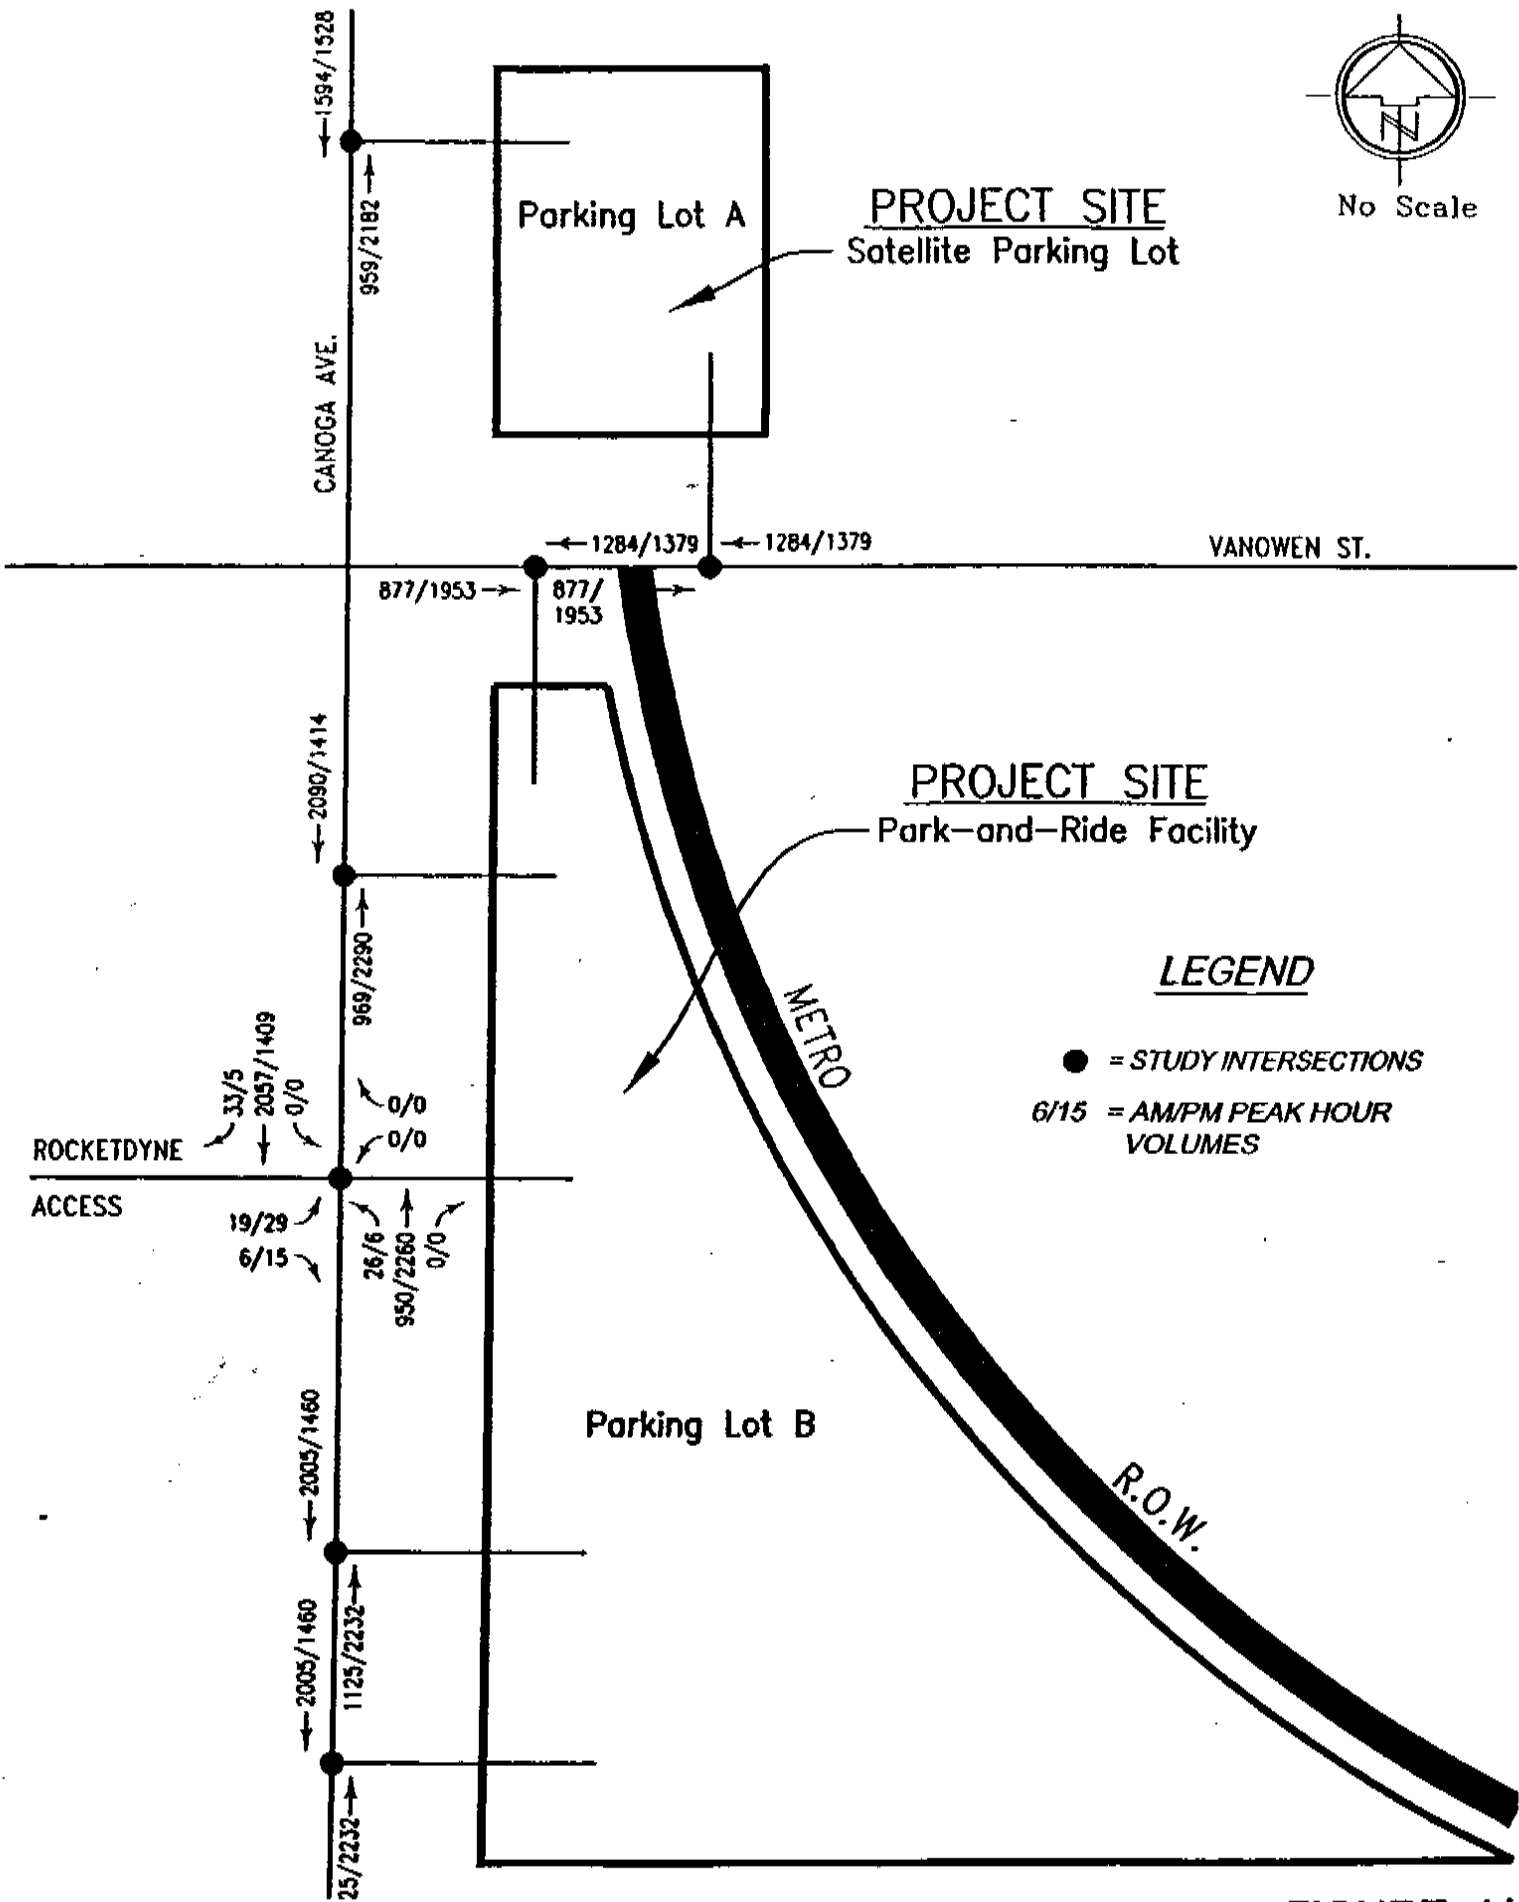 1594/1528
959/2182
Parking Lot A
PROJECT SITE
Satellite Parking Lot
N
No Scale
CANOGA AVE.
1284/1379
1284/1379
VANOWEN ST.
877/1953
877/
1953
2090/1414
969/2290
PROJECT SITE
Park-and-Ride Facility
METRO
R.O.W.
LEGEND
= STUDY INTERSECTIONS
6/15 = AM/PM PEAK HOUR
VOLUMES
33/5
2057/1409
0/0
0/0
0/0
ROCKETDYNE
ACCESS
19/29
6/15
26/6
950/2260
0/0
Parking Lot B
2005/1460
1125/2232
2005/1460
25/2232